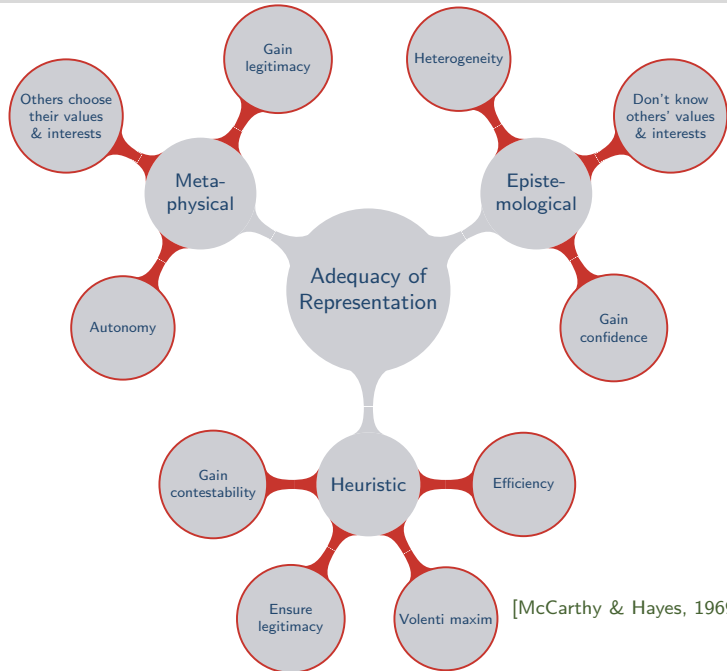 Gain
legitimacy
Others choose
their values
& interests
Meta-
physical
Autonomy
Heterogeneity
Don't know
others' values
& interests
Episte-
mological
Gain
confidence
Adequacy of
Representation
Gain
contestability
Heuristic
Efficiency
Ensure
legitimacy
Volenti maxim
[McCarthy & Hayes, 1969